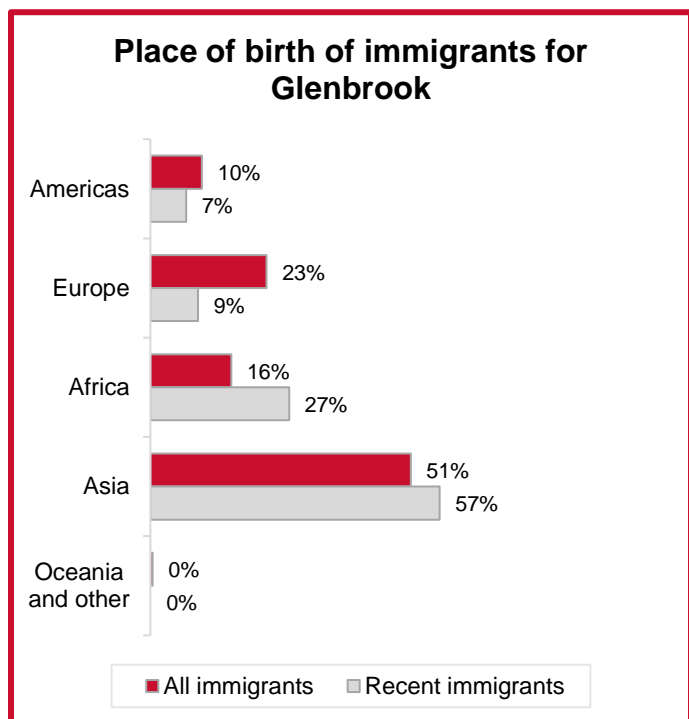 Place of birth of immigrants for
Glenbrook
Americas
10%
7%
Europe
23%
9%
Africa
16%
27%
Asia
51%
57%
Oceania
and other
0%
0%
All immigrants
Recent immigrants